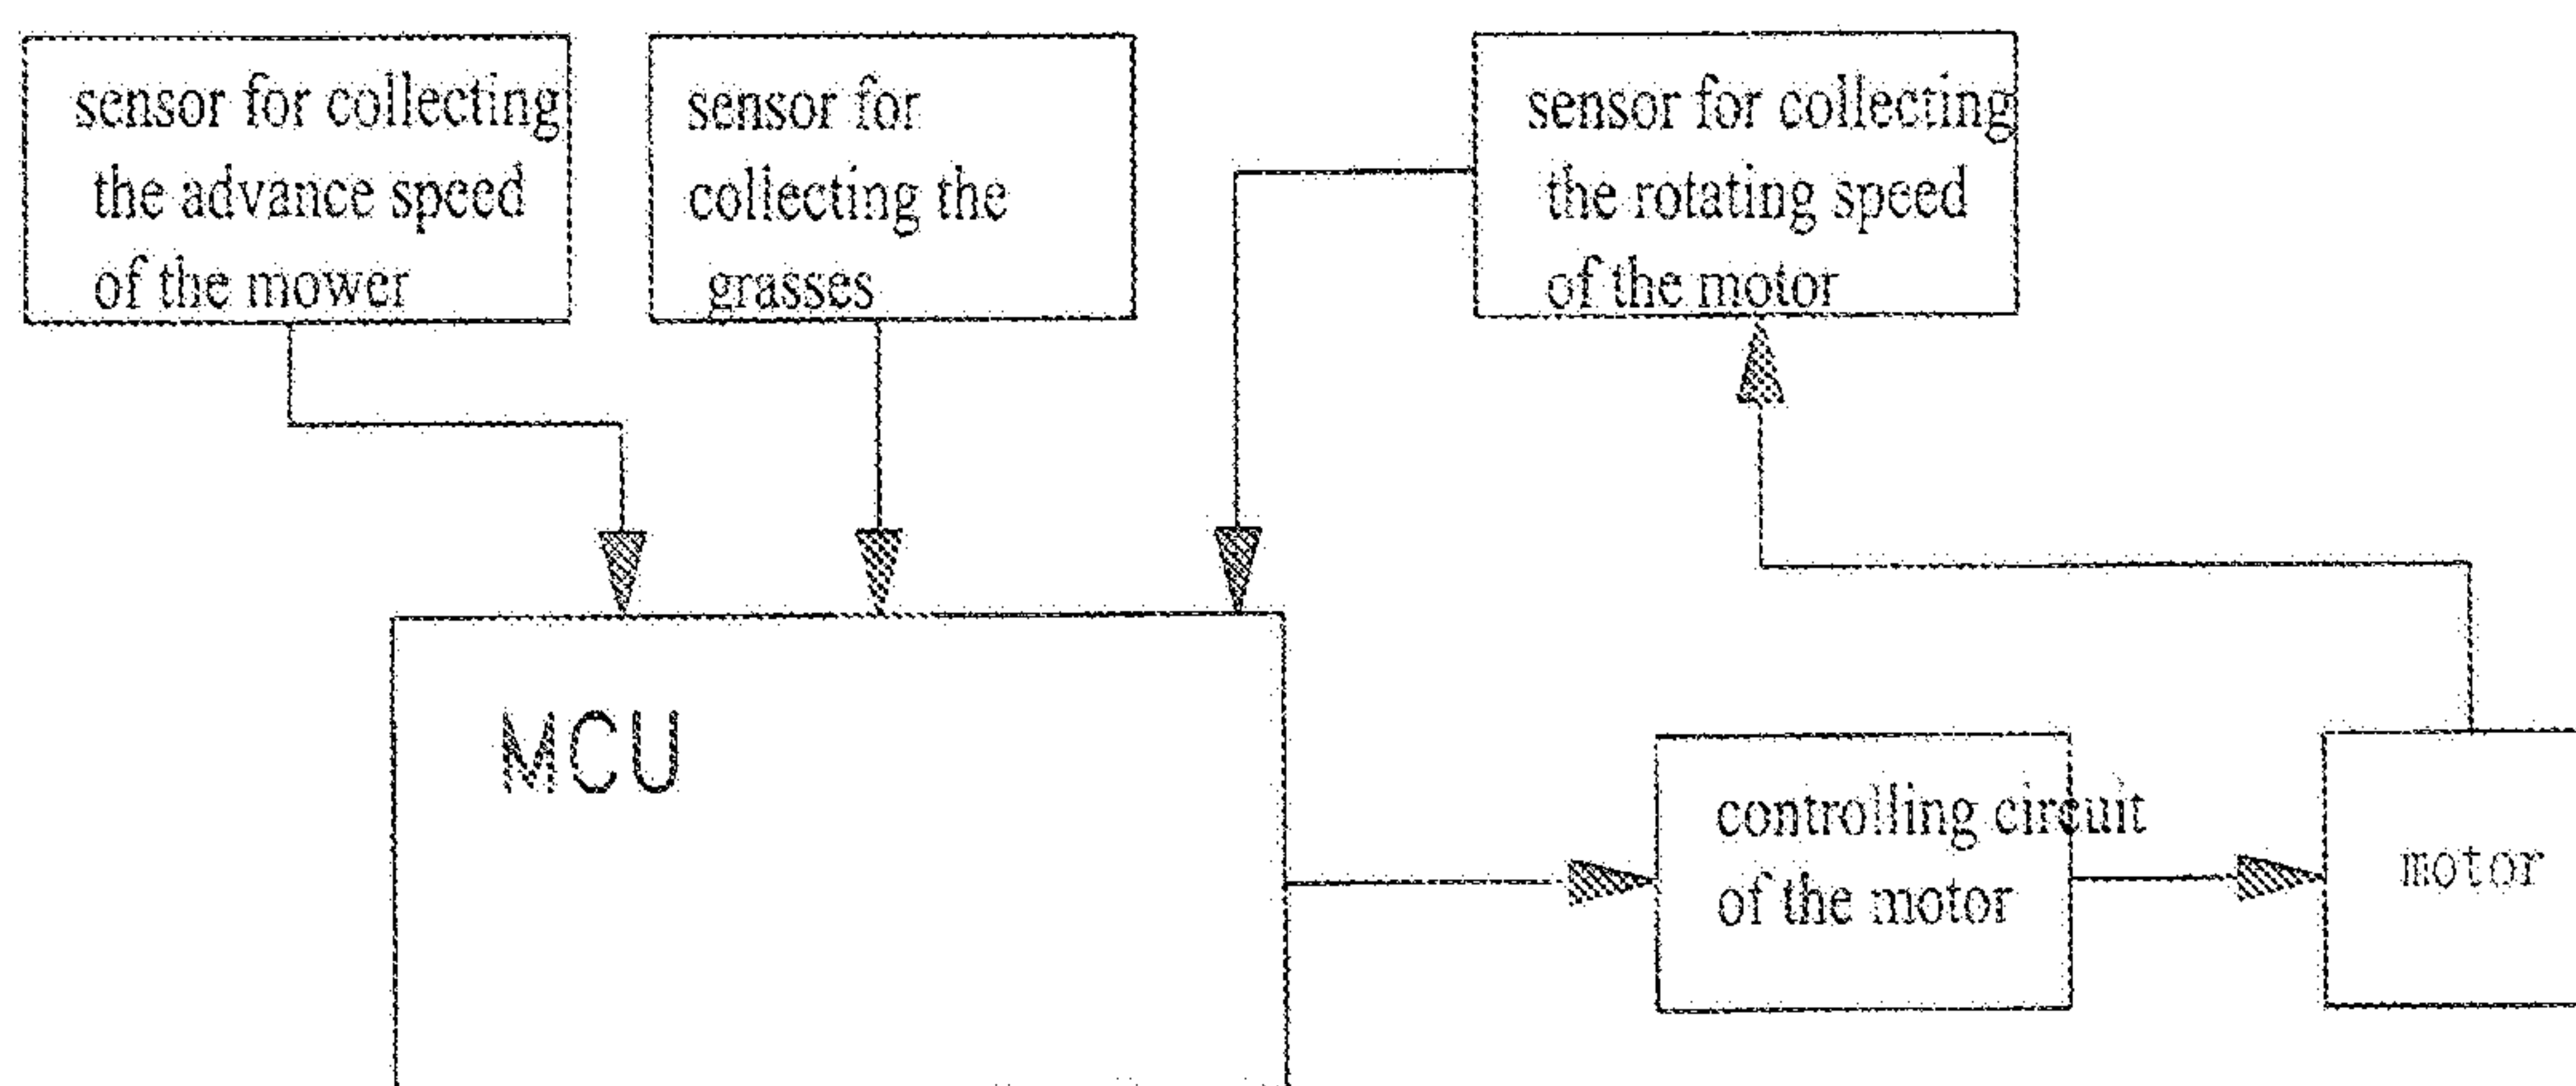 sensor for collecting
the advance speed
of the mower
sensor for
collecting the
grasses
sensor for collecting
the rotating speed
of the motor
MCU
controlling circuit
of the motor
motor